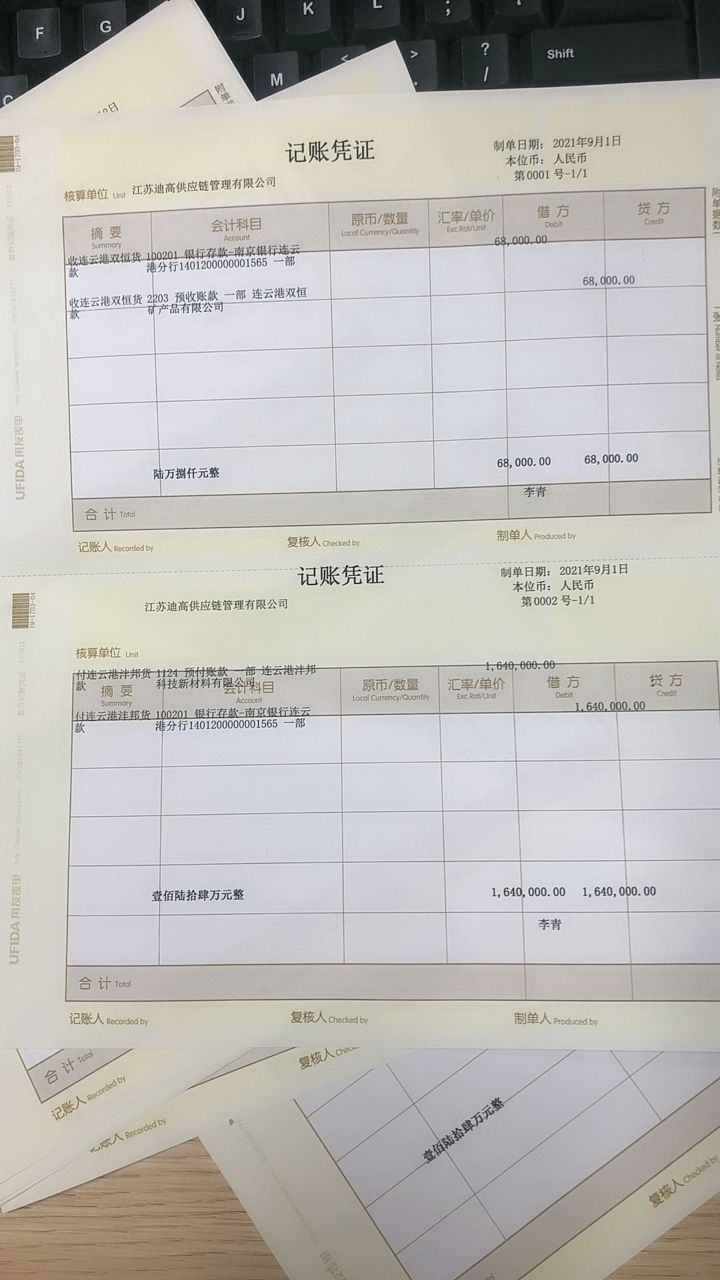 F
G
J
K
L
;
M
<
>
.
?
/
Shift
C
日
记账凭证
制单日期： 2021年9月1日
本位币： 人民币
第0001 号-1/1
核算单位 Unit 江苏迪高供应链管理有限公司
摘 要 会计科目 原币/数量 汇率/单价 借 方 贷 方
Summary Account Local Currency/Quantity Exc.Rat/Unit Debit Credit
68,000.00
收连云港双恒货 100201 银行存款-南京银行连云
款 港分行1401200000001565 一部
68,000.00
收连云港双恒货 2203 预收账款 一部 连云港双恒
款 矿产品有限公司
陆万捌仟元整 68,000.00 68,000.00
李青
合 计 Total
记账人 Recorded by 复核人 Checked by 制单人 Produced by
UFIDA 用友表单
19-1703-04
记账凭证
制单日期： 2021年9月1日
本位币： 人民币
第0002 号-1/1
江苏迪高供应链管理有限公司
核算单位 Unit
1,640,000.00
付连云港沣邦货 1124 预付账款 一部 连云港沣邦
款 科技新材料有限公司
摘 要 会计科目 原币/数量 汇率/单价 借 方 贷 方
Summary Account Local Currency/Quantity Exc.Rat/Unit Debit Credit
1,640,000.00
付连云港沣邦货 100201 银行存款-南京银行连云
款 港分行1401200000001565 一部
壹佰陆拾肆万元整 1,640,000.00 1,640,000.00
李青
合 计 Total
记账人 Recorded by 复核人 Checked by 制单人 Produced by
UFIDA 用友表单
19-1703-04
合 计 Total
记账人 Recorded by
复核人
记账人 Recorded by
壹佰陆拾肆万元整
复核人 Checked by